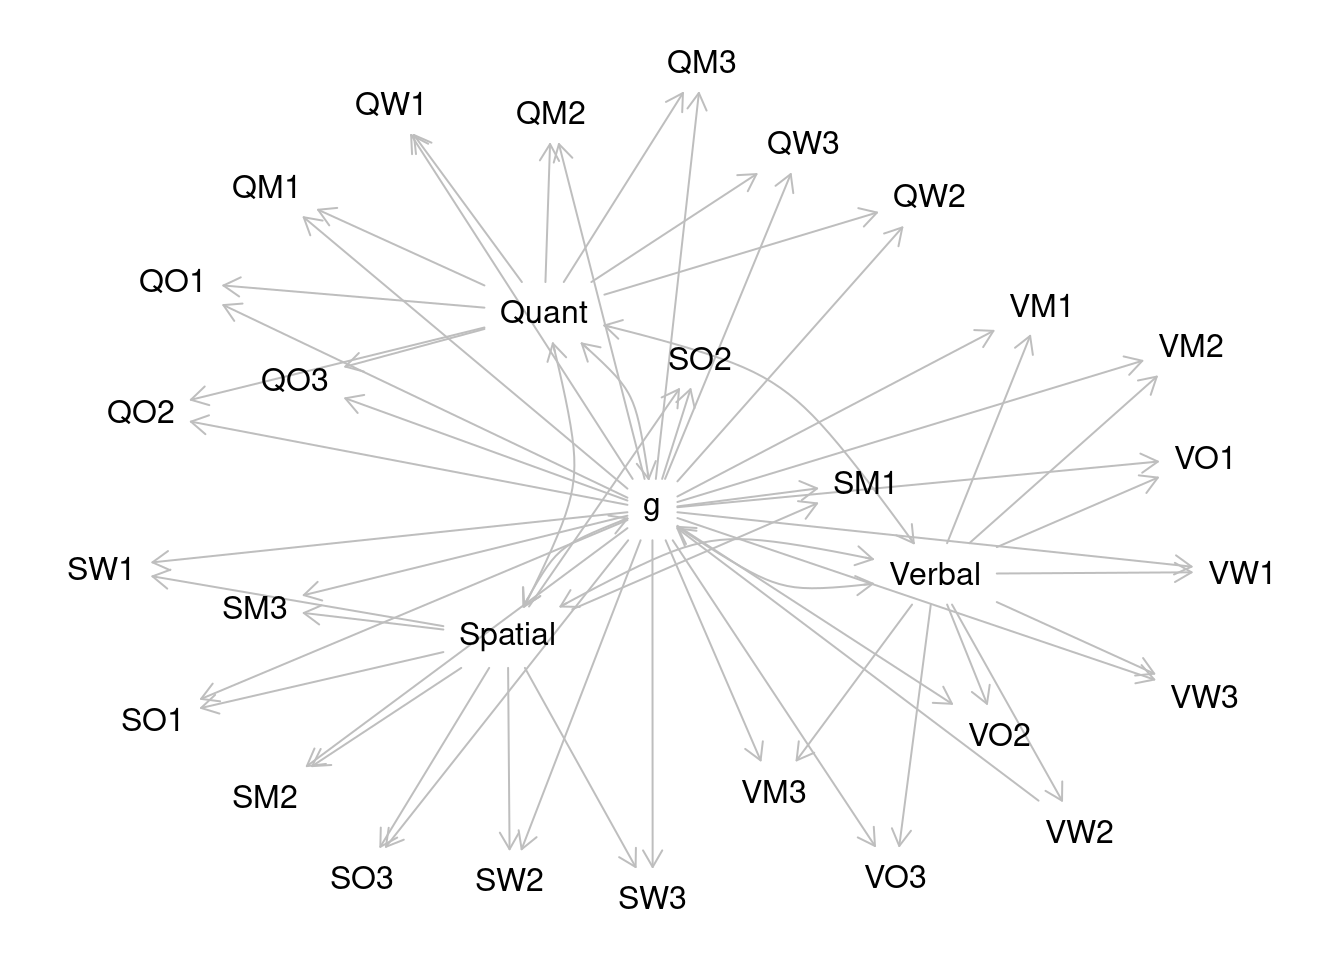 QM3
QW1
QM2
QW3
QM1
QW2
QO1
VM1
Quant
VM2
SO2
QO3
QO2
VO1
SM1
g
SW1
Verbal
VW1
SM3
Spatial
VW3
SO1
VO2
VM3
SM2
VW2
VO3
SO3
SW2
SW3